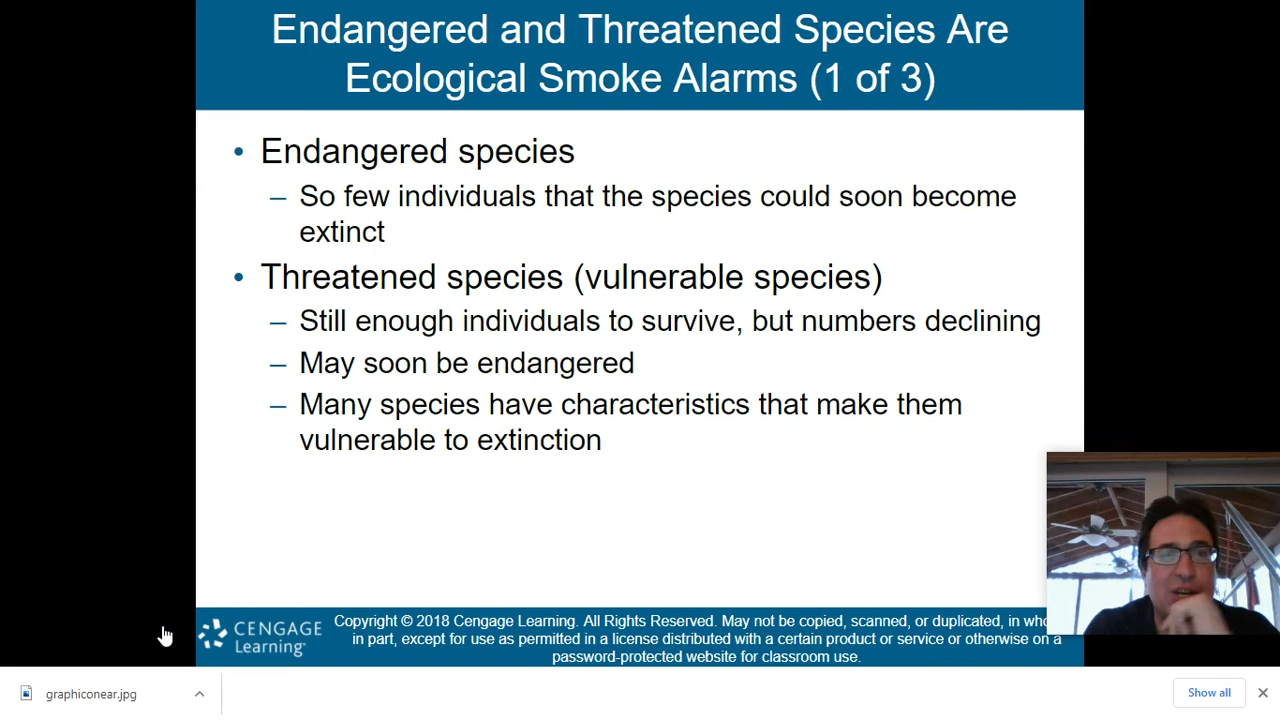 Endangered and Threatened Species Are
Ecological Smoke Alarms (1 of 3)
• Endangered species
– So few individuals that the species could soon become
extinct
• Threatened species (vulnerable species)
– Still enough individuals to survive, but numbers declining
– May soon be endangered
– Many species have characteristics that make them
vulnerable to extinction
CENGAGE
Learning
Copyright © 2018 Cengage Learning. All Rights Reserved. May not be copied, scanned, or duplicated, in
in part, except for use as permitted in a license distributed with a certain product or service or otherwise on a
password-protected website for classroom use.
graphiconear.jpg
Show all